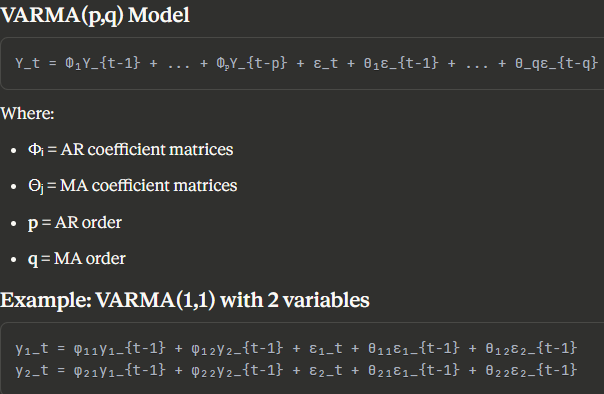 VARMA(p,q) Model
Y_t = Φ₁Y_{t-1} + ... + ΦₚY_{t-p} + ε_t + θ₁ε_{t-1} + ... + θ_qε_{t-q}
Where:
• Φᵢ = AR coefficient matrices
• Θⱼ = MA coefficient matrices
• p = AR order
• q = MA order
Example: VARMA(1,1) with 2 variables
y₁_t = φ₁₁y₁_{t-1} + φ₁₂y₂_{t-1} + ε₁_t + θ₁₁ε₁_{t-1} + θ₁₂ε₂_{t-1}
y₂_t = φ₂₁y₁_{t-1} + φ₂₂y₂_{t-1} + ε₂_t + θ₂₁ε₁_{t-1} + θ₂₂ε₂_{t-1}